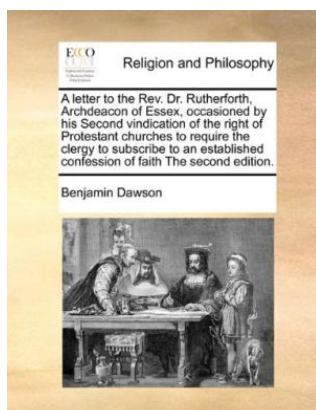 ECCO
Religion and Philosophy
A letter to the Rev. Dr. Rutherforth,
Archdeacon of Essex, occasioned by
his Second vindication of the right of
Protestant churches to require the
clergy to subscribe to an established
confession of faith The second edition.
Benjamin Dawson